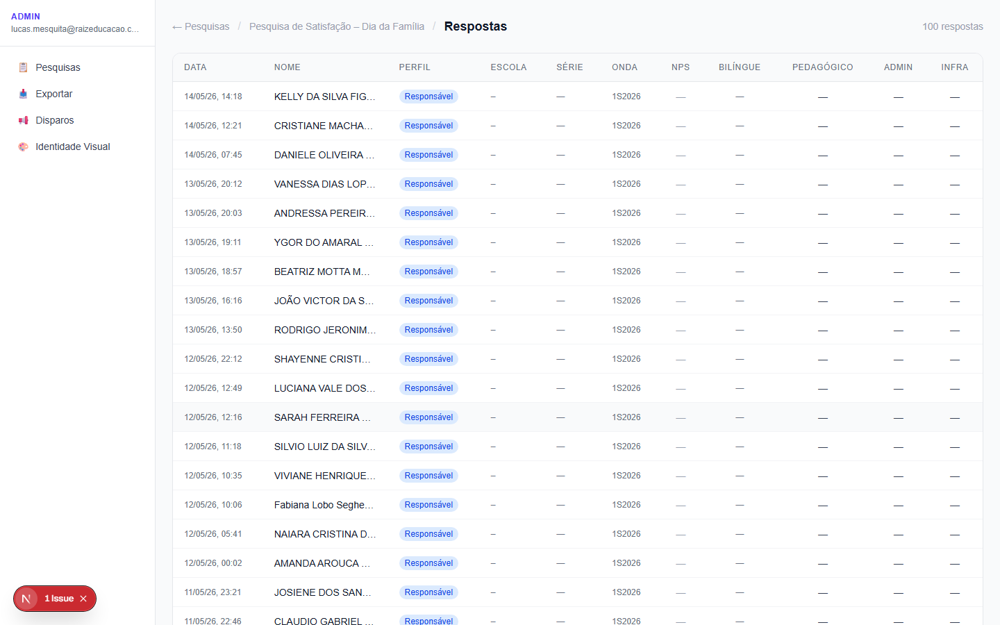 ADMIN
lucas.mesquita@raizeducacao.c...
Pesquisas
Exportar
Disparos
Identidade Visual
← Pesquisas / Pesquisa de Satisfação – Dia da Família / Respostas
100 respostas
DATA NOME PERFIL ESCOLA SÉRIE ONDA NPS BILÍNGUE PEDAGÓGICO ADMIN INFRA
14/05/26, 14:18 KELLY DA SILVA FIG... Responsável – — 1S2026 — — — — —
14/05/26, 12:21 CRISTIANE MACHA... Responsável – — 1S2026 — — — — —
14/05/26, 07:45 DANIELE OLIVEIRA ... Responsável – — 1S2026 — — — — —
13/05/26, 20:12 VANESSA DIAS LOP... Responsável – — 1S2026 — — — — —
13/05/26, 20:03 ANDRESSA PEREIR... Responsável – — 1S2026 — — — — —
13/05/26, 19:11 YGOR DO AMARAL ... Responsável – — 1S2026 — — — — —
13/05/26, 18:57 BEATRIZ MOTTA M... Responsável – — 1S2026 — — — — —
13/05/26, 16:16 JOÃO VICTOR DA S... Responsável – — 1S2026 — — — — —
13/05/26, 13:50 RODRIGO JERONIM... Responsável – — 1S2026 — — — — —
12/05/26, 22:12 SHAYENNE CRISTI... Responsável – — 1S2026 — — — — —
12/05/26, 12:49 LUCIANA VALE DOS... Responsável – — 1S2026 — — — — —
12/05/26, 12:16 SARAH FERREIRA ... Responsável – — 1S2026 — — — — —
12/05/26, 11:18 SILVIO LUIZ DA SILV... Responsável – — 1S2026 — — — — —
12/05/26, 10:35 VIVIANE HENRIQUE... Responsável – — 1S2026 — — — — —
12/05/26, 10:06 Fabiana Lobo Seghe... Responsável – — 1S2026 — — — — —
12/05/26, 05:41 NAIARA CRISTINA D... Responsável – — 1S2026 — — — — —
12/05/26, 00:02 AMANDA AROUCA ... Responsável – — 1S2026 — — — — —
11/05/26, 23:21 JOSIENE DOS SAN... Responsável – — 1S2026 — — — — —
11/05/26, 22:46 CLAUDIO GABRIEL ... Responsável – — 1S2026 — — — — —
N 1 Issue ×